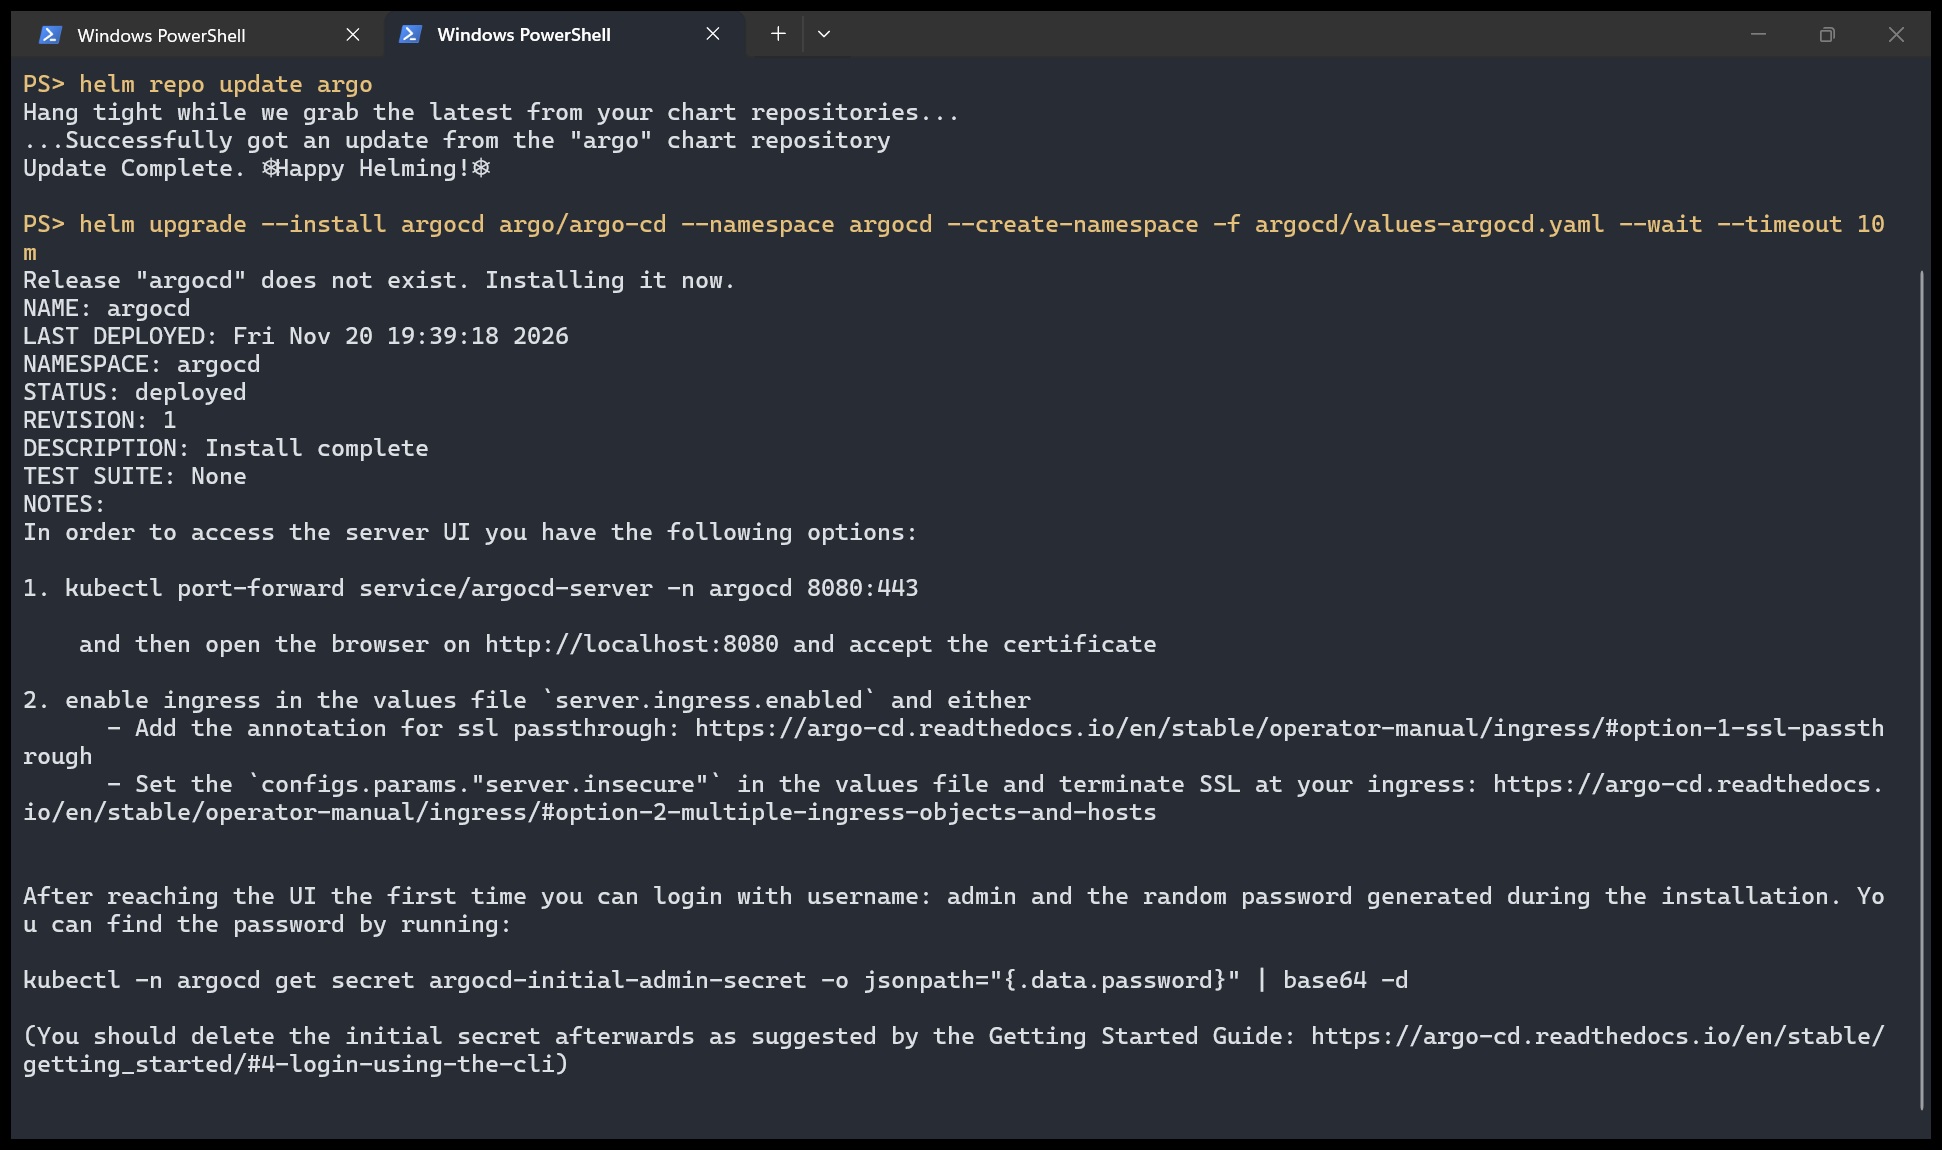 Windows PowerShell
Windows PowerShell
PS> helm repo update argo
Hang tight while we grab the latest from your chart repositories...
...Successfully got an update from the "argo" chart repository
Update Complete. ⎈Happy Helming!⎈
PS> helm upgrade --install argocd argo/argo-cd --namespace argocd --create-namespace -f argocd/values-argocd.yaml --wait --timeout 10
m
Release "argocd" does not exist. Installing it now.
NAME: argocd
LAST DEPLOYED: Fri Nov 20 19:39:18 2026
NAMESPACE: argocd
STATUS: deployed
REVISION: 1
DESCRIPTION: Install complete
TEST SUITE: None
NOTES:
In order to access the server UI you have the following options:
1. kubectl port-forward service/argocd-server -n argocd 8080:443
and then open the browser on http://localhost:8080 and accept the certificate
2. enable ingress in the values file `server.ingress.enabled` and either
- Add the annotation for ssl passthrough: https://argo-cd.readthedocs.io/en/stable/operator-manual/ingress/#option-1-ssl-passth
rough
- Set the `configs.params."server.insecure"` in the values file and terminate SSL at your ingress: https://argo-cd.readthedocs.
io/en/stable/operator-manual/ingress/#option-2-multiple-ingress-objects-and-hosts
After reaching the UI the first time you can login with username: admin and the random password generated during the installation. Yo
u can find the password by running:
kubectl -n argocd get secret argocd-initial-admin-secret -o jsonpath="{.data.password}" | base64 -d
(You should delete the initial secret afterwards as suggested by the Getting Started Guide: https://argo-cd.readthedocs.io/en/stable/
getting_started/#4-login-using-the-cli)